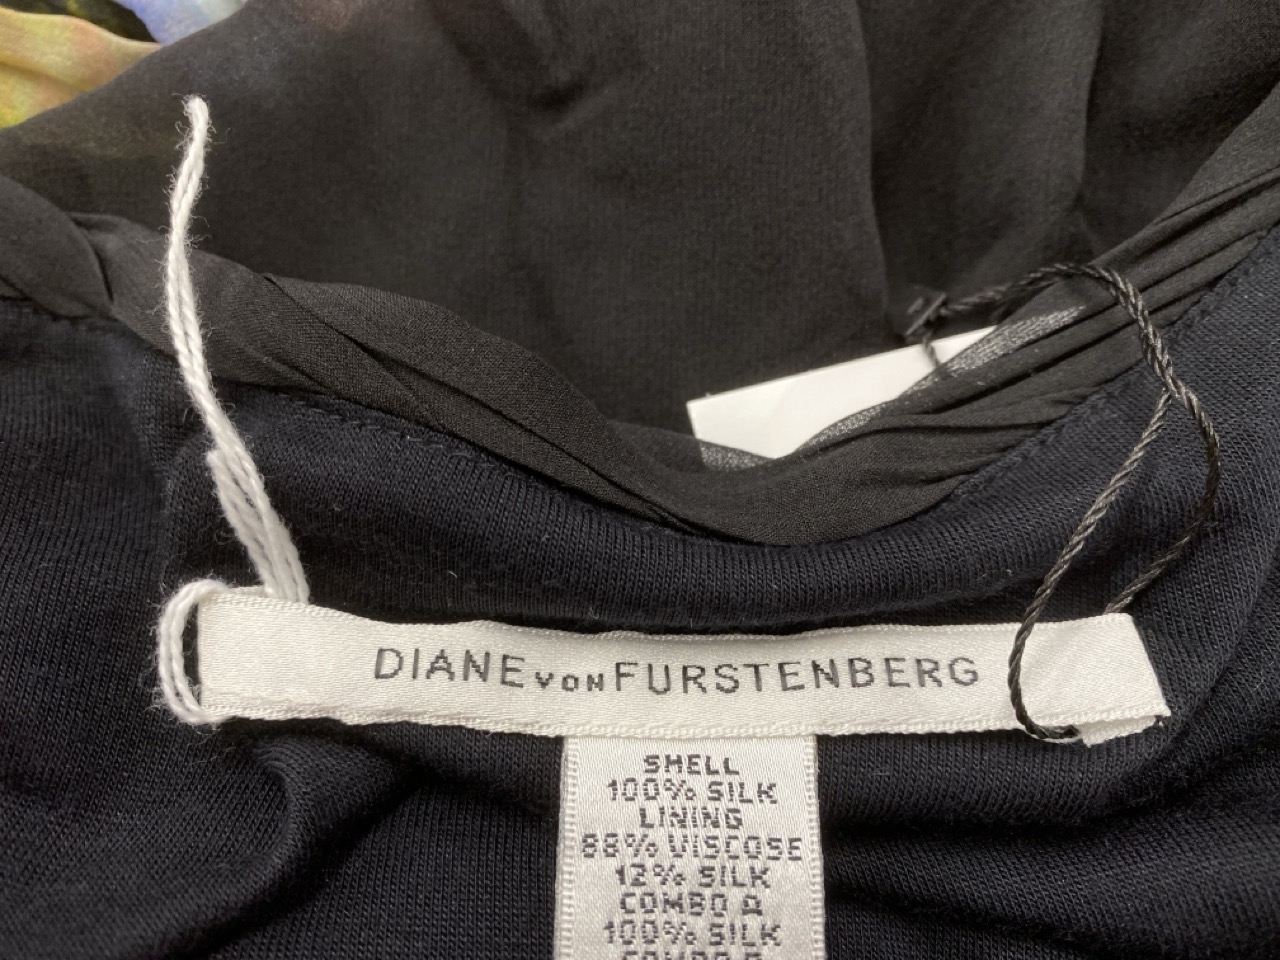 DIANE VON FURSTENBERG
SHELL
100% SILK
LINING
88% VISCOSE
12% SILK
COMBO A
100% SILK